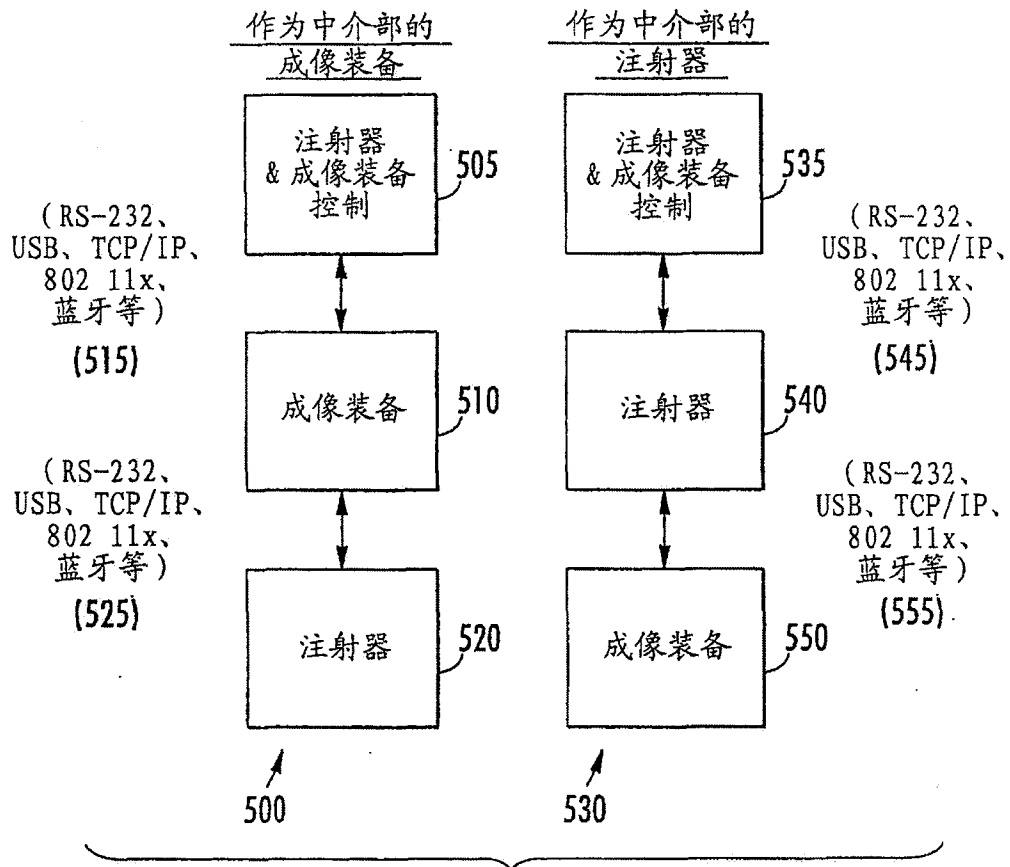 作为中介部的
成像装备
作为中介部的
注射器
注射器
& 成像装备
控制
505
注射器
& 成像装备
控制
535
(RS-232、
USB、TCP/IP、
802 11x、
蓝牙等)
(515)
(RS-232、
USB、TCP/IP、
802 11x、
蓝牙等)
(545)
成像装备
510
注射器
540
(RS-232、
USB、TCP/IP、
802 11x、
蓝牙等)
(525)
(RS-232、
USB、TCP/IP、
802 11x、
蓝牙等)
(555)
注射器
520
成像装备
550
500
530